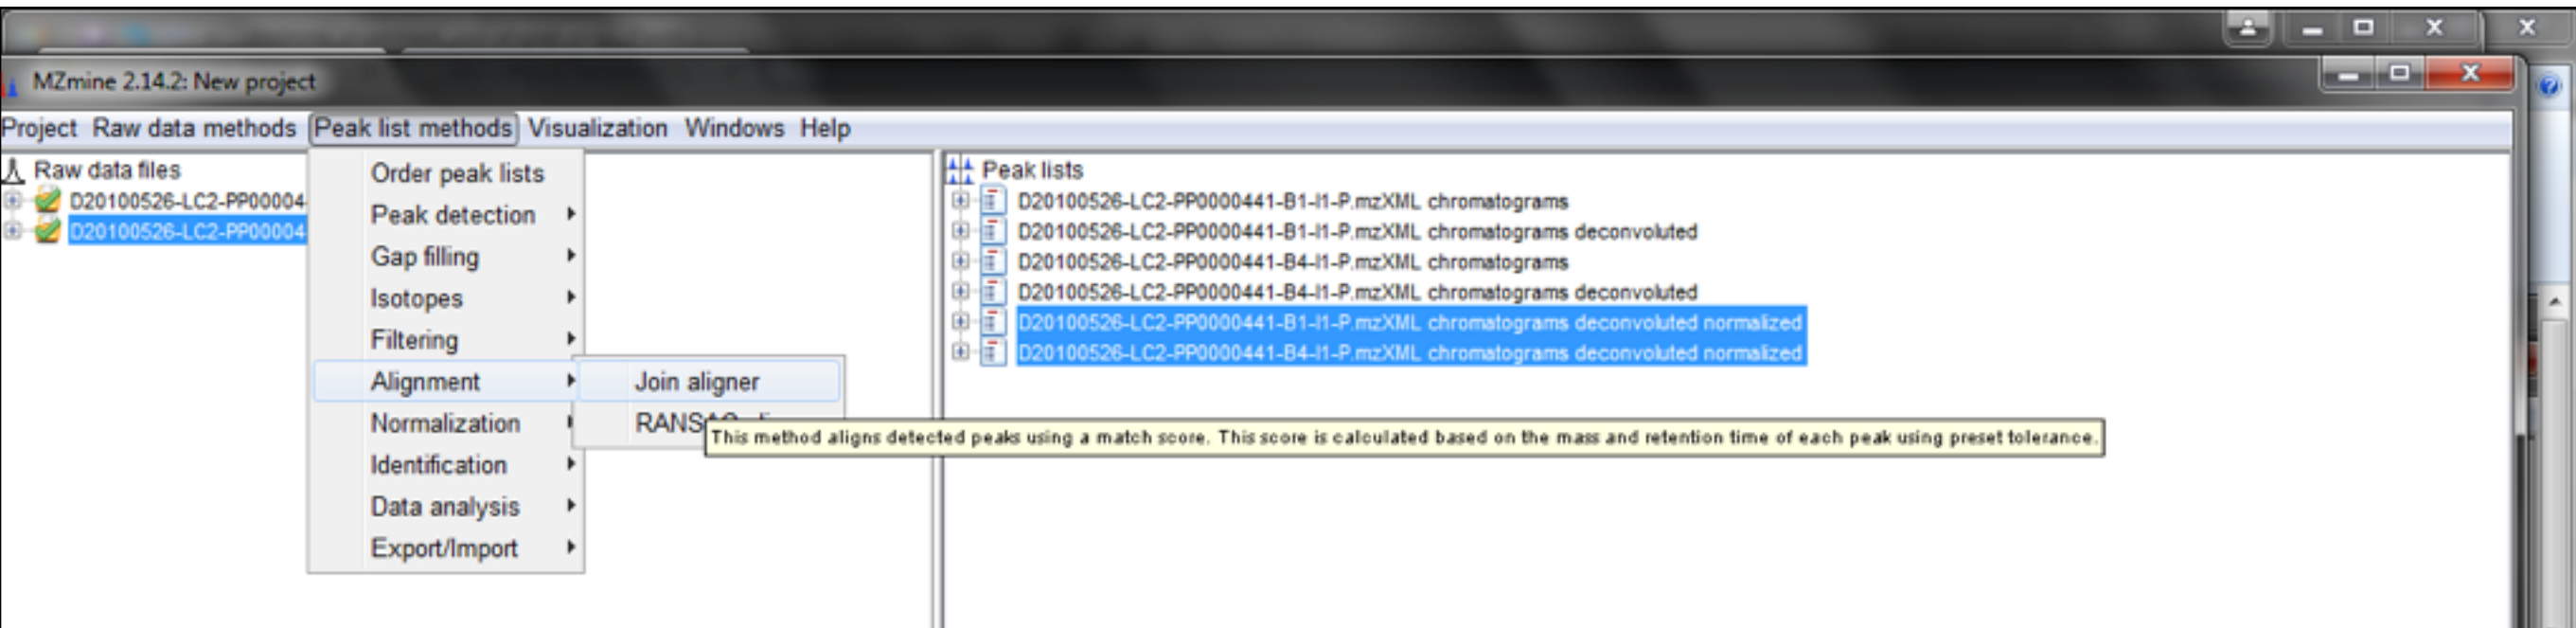 MZmine 2.14.2: New project
Project Raw data methods Peak list methods Visualization Windows Help
Raw data files
D20100526-LC2-PP00004
D20100526-LC2-PP00004
Order peak lists
Peak detection
Gap filling
Isotopes
Filtering
Alignment
Normalization
Identification
Data analysis
Export/Import
Join aligner
RANS
This method aligns detected peaks using a match score. This score is calculated based on the mass and retention time of each peak using preset tolerance.
Peak lists
D20100526-LC2-PP0000441-B1-I1-P.mzXML chromatograms
D20100526-LC2-PP0000441-B1-I1-P.mzXML chromatograms deconvoluted
D20100526-LC2-PP0000441-B4-I1-P.mzXML chromatograms
D20100526-LC2-PP0000441-B4-I1-P.mzXML chromatograms deconvoluted
D20100526-LC2-PP0000441-B1-I1-P.mzXML chromatograms deconvoluted normalized
D20100526-LC2-PP0000441-B4-I1-P.mzXML chromatograms deconvoluted normalized